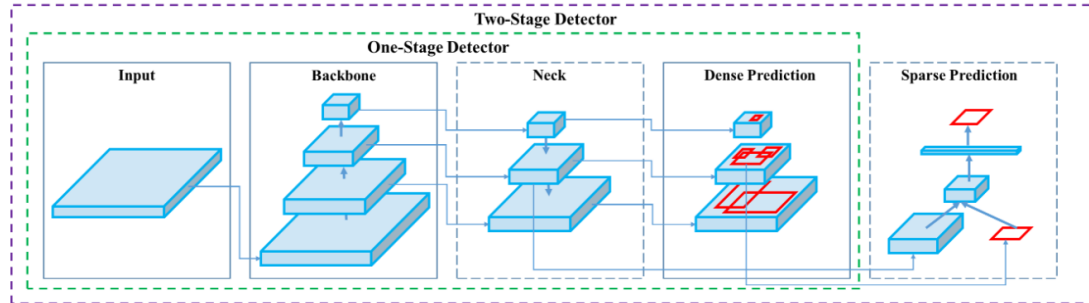 Two-Stage Detector
One-Stage Detector
Input
Backbone
Neck
Dense Prediction
Sparse Prediction